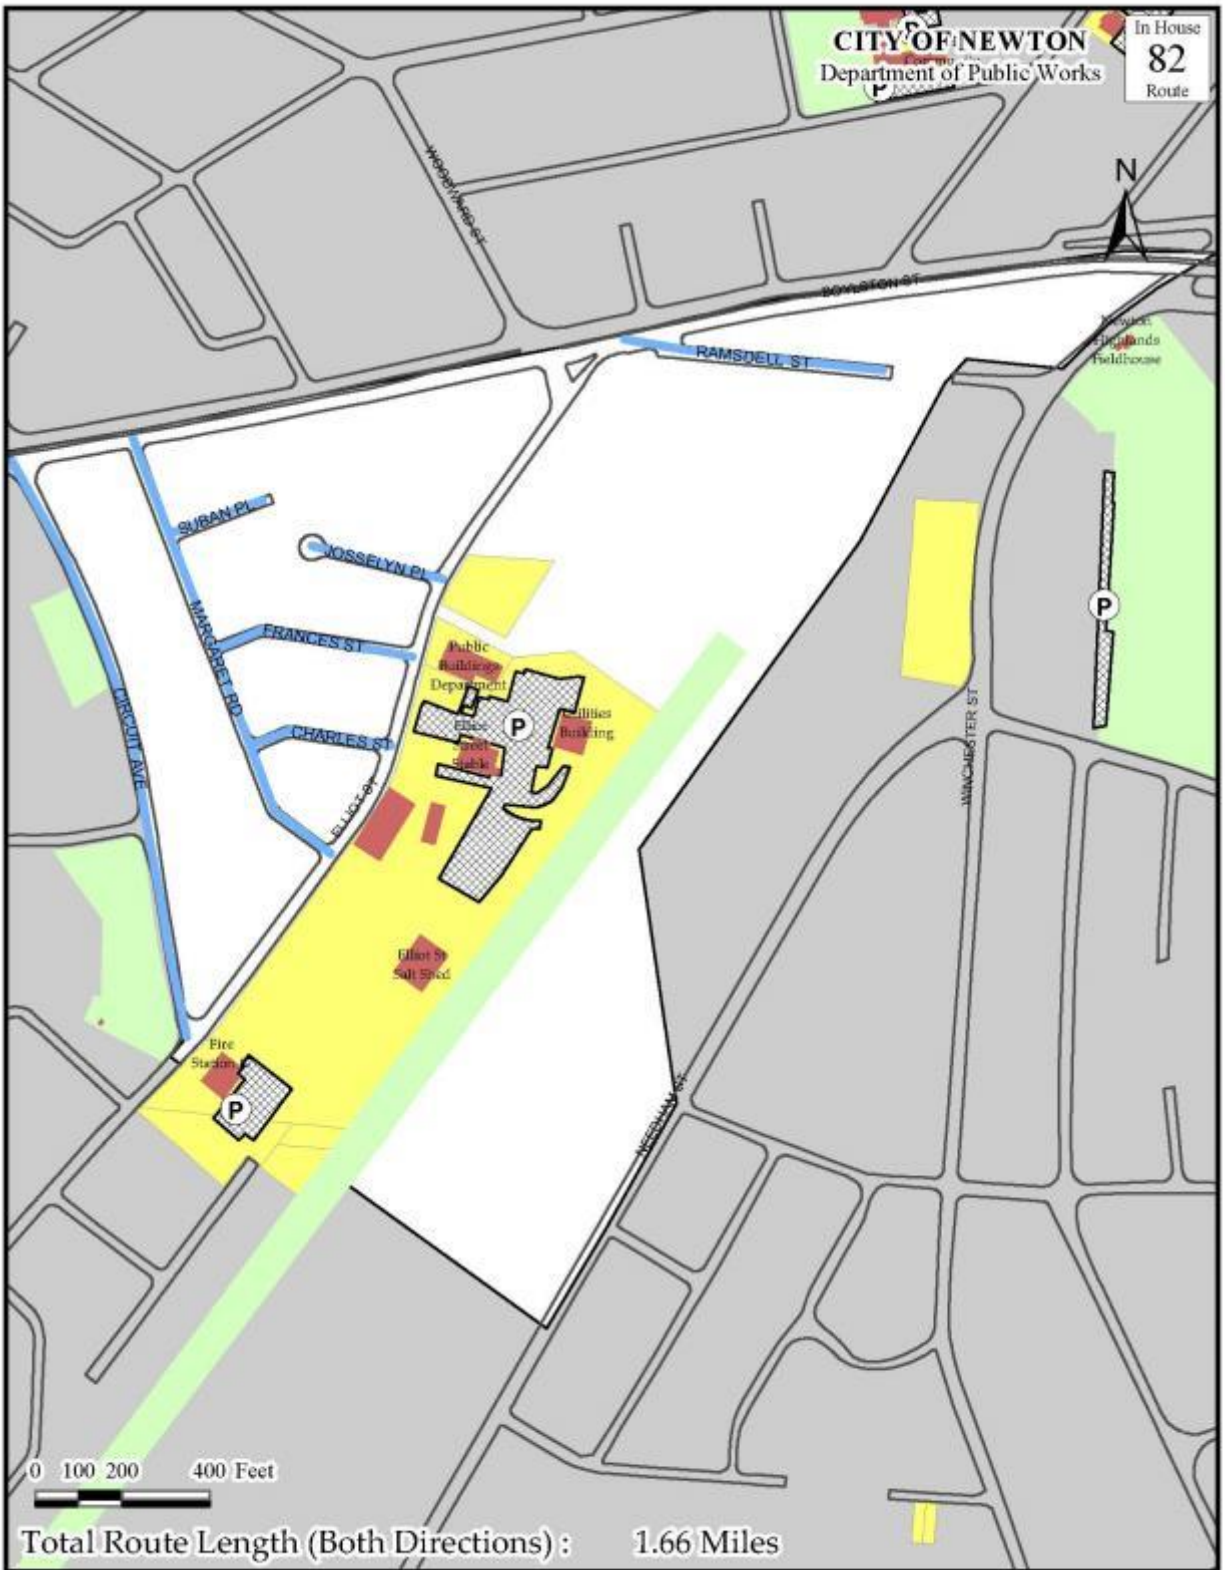 CITY OF NEWTON
Department of Public Works
In House
82
Route
P
P
N
WOODWARD ST
BOYLSTON ST
RAMSDELL ST
Newton
Highlands
Fieldhouse
SURAN PL
JOSSELYN PL
P
MARGARET RD
FRANCES ST
Public
Buildings
Department
CIRCUIT AVE
CHARLES ST
P
Utilities
Building
Street
Stable
WINCHESTER ST
ELLIOT ST
Elliot St
Salt Shed
Fire
Station
P
NEEDHAM ST
0 100 200 400 Feet
Total Route Length (Both Directions) : 1.66 Miles